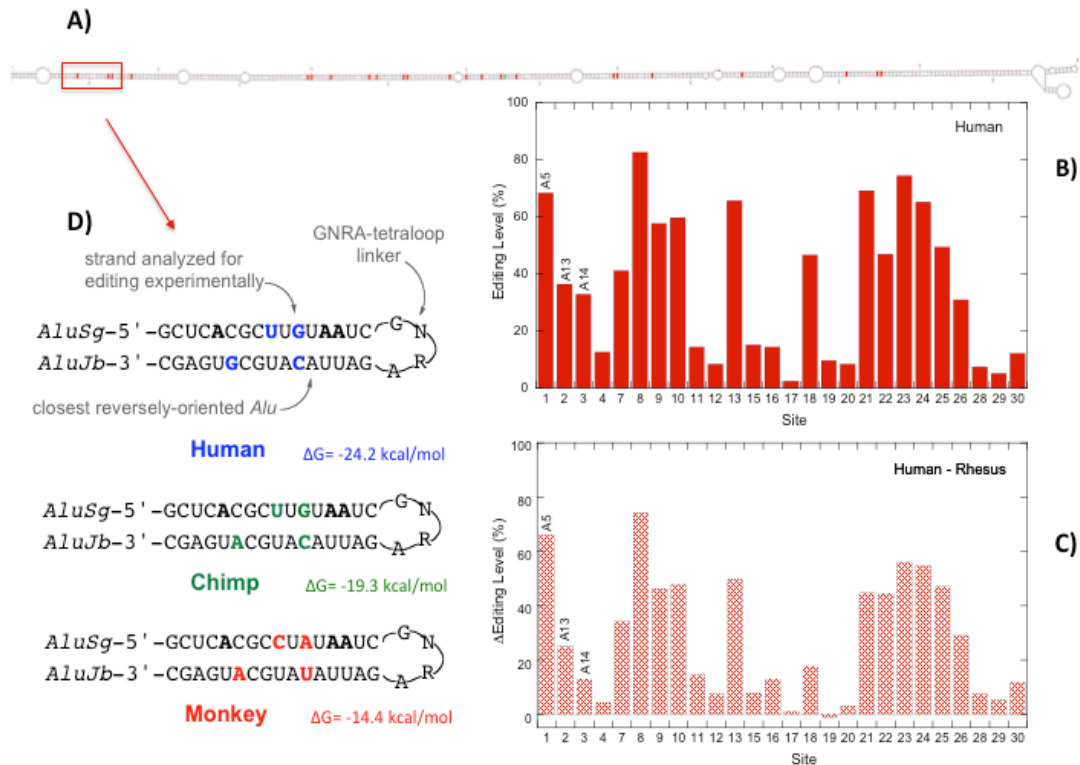 A)
B)
Human
Editing Level (%)
100
80
60
40
20
0
A5
A13
A14
1 2 3 4 7 8 9 10 11 12 13 15 16 17 18 19 20 21 22 23 24 25 26 28 29 30
Site
C)
Human - Rhesus
ΔEditing Level (%)
100
80
60
40
20
0
A5
A13
A14
1 2 3 4 7 8 9 10 11 12 13 15 16 17 18 19 20 21 22 23 24 25 26 28 29 30
Site
D)
strand analyzed for
editing experimentally
GNRA-tetraloop
linker
AluSg-5'-GCUCACGCUUGUAAUC G N
AluJb-3'-CGAGUGCGUACAUUAG A R
closest reversely-oriented Alu
Human ΔG= -24.2 kcal/mol
AluSg-5'-GCUCACGCUUGUAAUC G N
AluJb-3'-CGAGUACGUACAUUAG A R
Chimp ΔG= -19.3 kcal/mol
AluSg-5'-GCUCACGCCUAUAAUC G N
AluJb-3'-CGAGUACGUAUAUUAG A R
Monkey ΔG= -14.4 kcal/mol